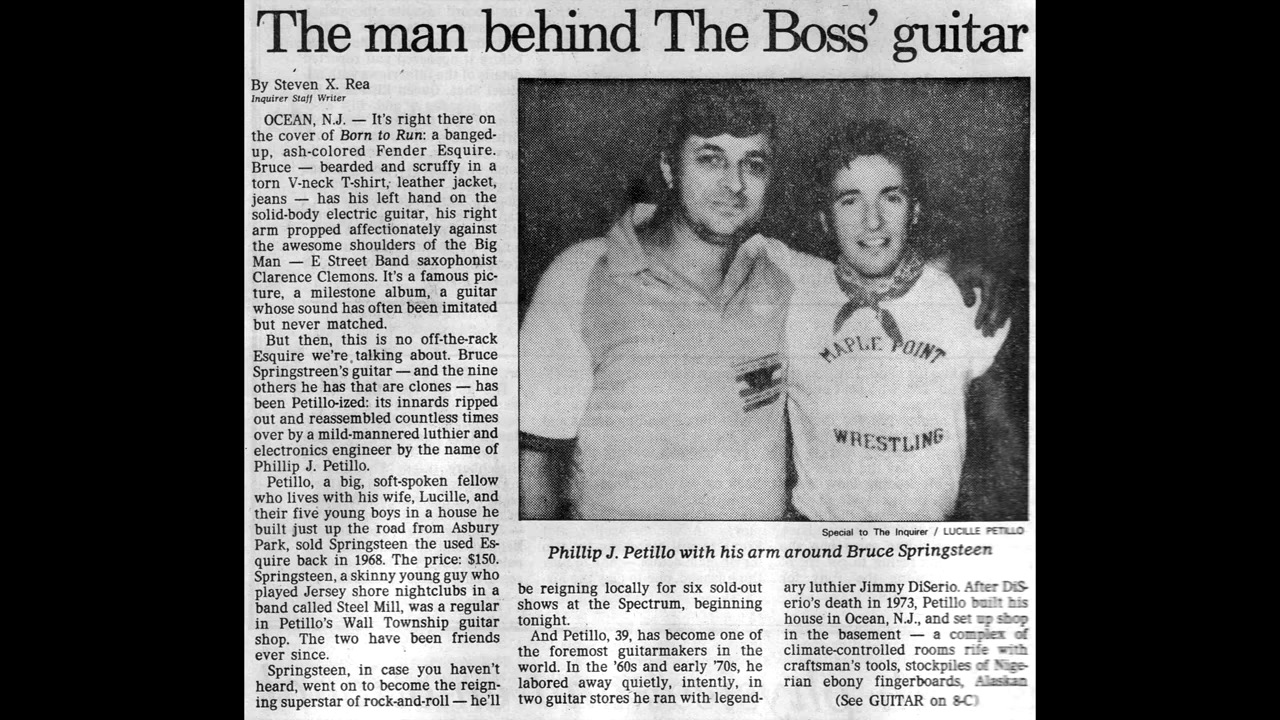 The man behind The Boss' guitar
By Steven X. Rea
Inquirer Staff Writer
OCEAN, N.J. — It's right there on
the cover of Born to Run: a banged-
up, ash-colored Fender Esquire.
Bruce — bearded and scruffy in a
torn V-neck T-shirt, leather jacket,
jeans — has his left hand on the
solid-body electric guitar, his right
arm propped affectionately against
the awesome shoulders of the Big
Man — E Street Band saxophonist
Clarence Clemons. It's a famous pic-
ture, a milestone album, a guitar
whose sound has often been imitated
but never matched.
But then, this is no off-the-rack
Esquire we're talking about. Bruce
Springstreen's guitar — and the nine
others he has that are clones — has
been Petillo-ized: its innards ripped
out and reassembled countless times
over by a mild-mannered luthier and
electronics engineer by the name of
Phillip J. Petillo.
Petillo, a big, soft-spoken fellow
who lives with his wife, Lucille, and
their five young boys in a house he
built just up the road from Asbury
Park, sold Springsteen the used Es-
quire back in 1968. The price: $150.
Springsteen, a skinny young guy who
played Jersey shore nightclubs in a
band called Steel Mill, was a regular
in Petillo's Wall Township guitar
shop. The two have been friends
ever since.
Springsteen, in case you haven't
heard, went on to become the reign-
ing superstar of rock-and-roll — he'll
MAPLE POINT
WRESTLING
Special to The Inquirer / LUCILLE PETILLO
Phillip J. Petillo with his arm around Bruce Springsteen
be reigning locally for six sold-out
shows at the Spectrum, beginning
tonight.
And Petillo, 39, has become one of
the foremost guitarmakers in the
world. In the '60s and early '70s, he
labored away quietly, intently, in
two guitar stores he ran with legend-
ary luthier Jimmy DiSerio. After DiS-
erio's death in 1973, Petillo built his
house in Ocean, N.J., and set up shop
in the basement — a complex of
climate-controlled rooms rife with
craftsman's tools, stockpiles of Nige-
rian ebony fingerboards, Alaskan
(See GUITAR on 8-C)